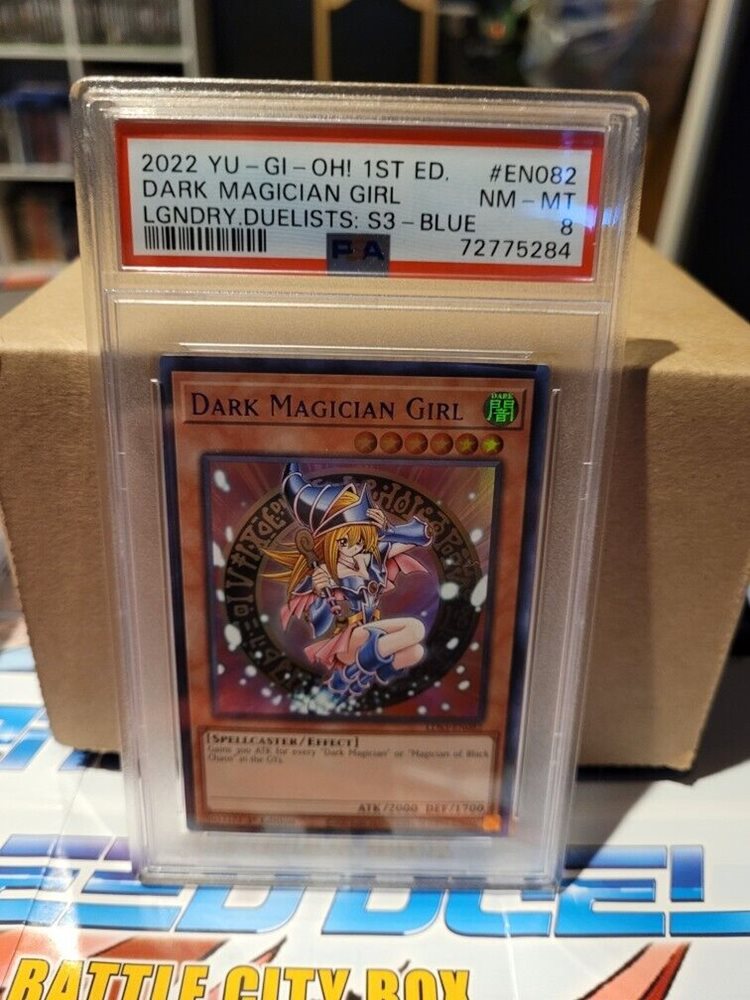 2022 YU-GI-OH! 1ST ED. #EN082
DARK MAGICIAN GIRL NM-MT
LGNDRY.DUELISTS: S3-BLUE 8
PSA 72775284
DARK MAGICIAN GIRL
DARK
闇
[SPELLCASTER/EFFECT]
Gains 300 ATK for every "Dark Magician" or "Magician of Black
Chaos" in the GYs.
ATK/2000 DEF/1700
SPEED DUEL
BATTLE CITY BOX